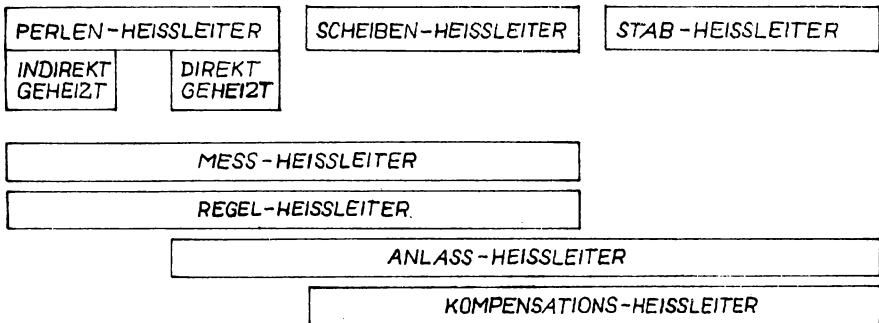 PERLEN-HEISSLEITER
SCHEIBEN-HEISSLEITER
STAB-HEISSLEITER
INDIREKT
GEHEIZT
DIREKT
GEHEIZT
MESS-HEISSLEITER
REGEL-HEISSLEITER
ANLASS-HEISSLEITER
KOMPENSATIONS-HEISSLEITER